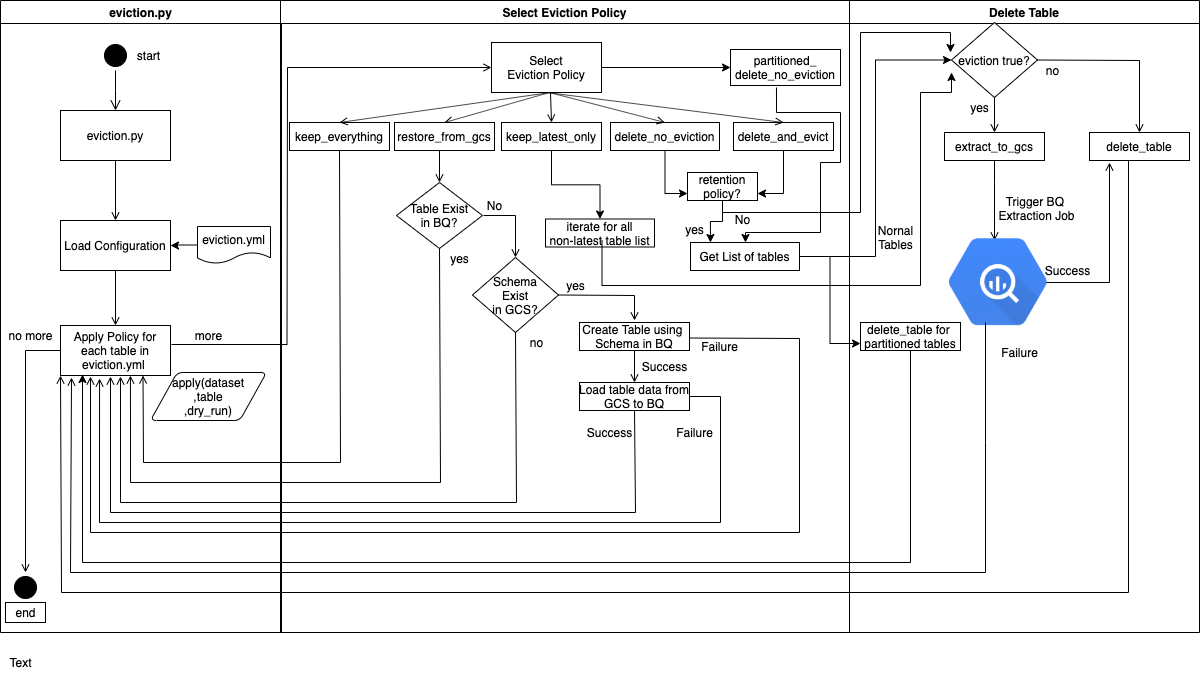 eviction.py
Select Eviction Policy
Delete Table
start
Select
Eviction Policy
partitioned_
delete_no_eviction
eviction true?
no
yes
eviction.py
keep_everything
restore_from_gcs
keep_latest_only
delete_no_eviction
delete_and_evict
extract_to_gcs
delete_table
retention
policy?
Table Exist
in BQ?
No
iterate for all
non-latest table list
No
yes
Trigger BQ
Extraction Job
Load Configuration
eviction.yml
yes
Get List of tables
Nornal
Tables
Schema
Exist
in GCS?
yes
Success
no more
Apply Policy for
each table in
eviction.yml
more
no
Create Table using
Schema in BQ
Failure
delete_table for
partitioned tables
Failure
Success
apply(dataset
,table
,dry_run)
Load table data from
GCS to BQ
Success
Failure
end
Text